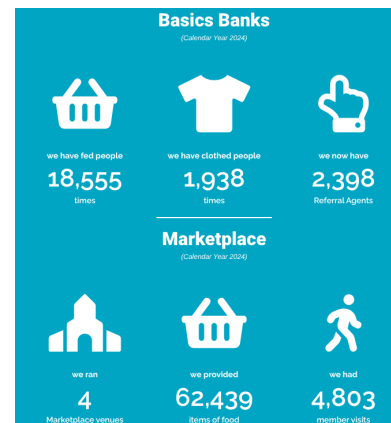 Basics Banks
(Calendar Year 2024)
we have fed people
18,555
times
we have clothed people
1,938
times
we now have
2,398
Referral Agents
Marketplace
(Calendar Year 2024)
we ran
4
Marketplace venues
we provided
62,439
items of food
we had
4,803
member visits